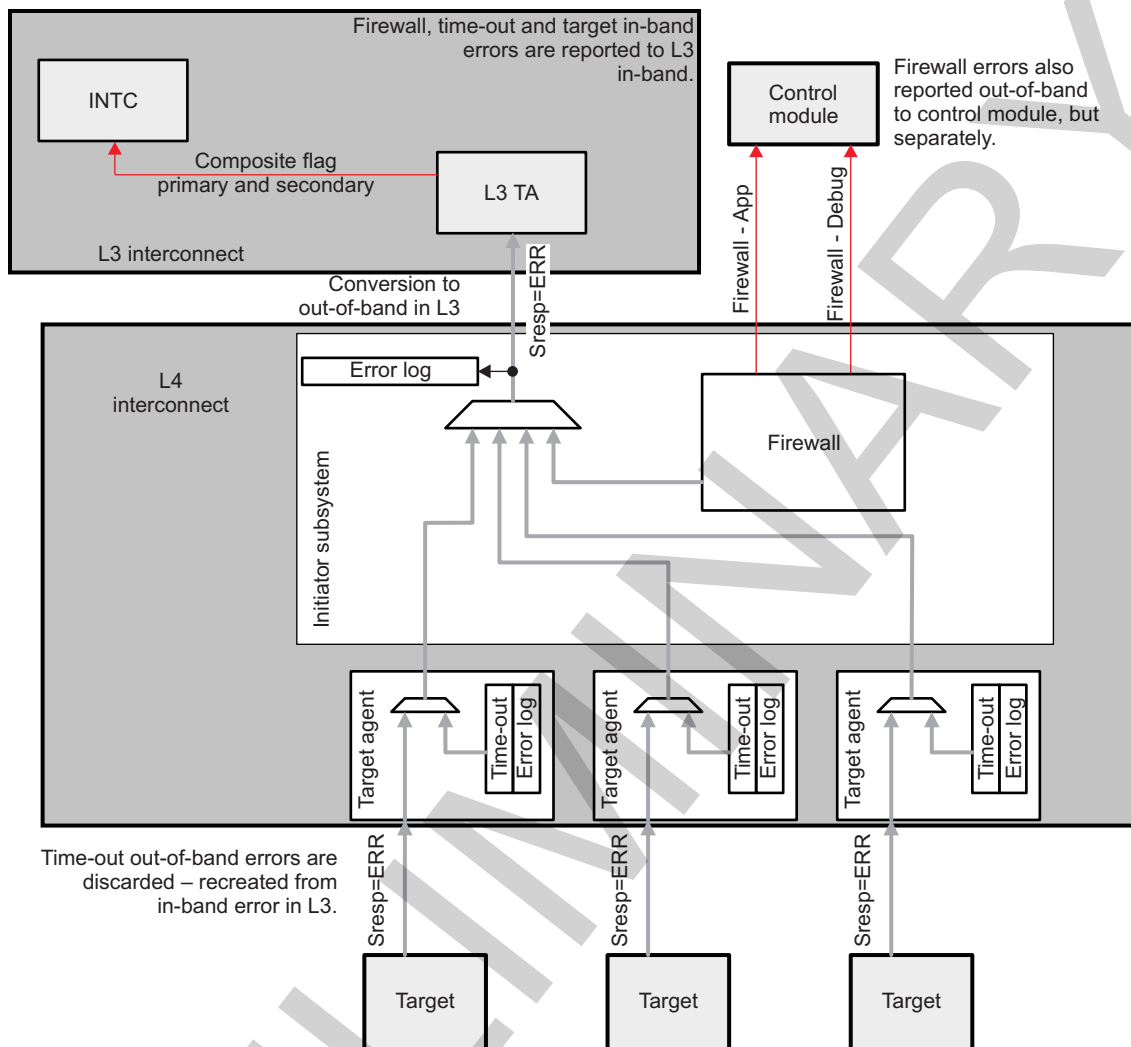 Firewall, time-out and target in-band
errors are reported to L3
in-band.
INTC
Composite flag
primary and secondary
L3 TA
L3 interconnect
Control
module
Firewall errors also
reported out-of-band
to control module, but
separately.
Firewall - App
Firewall - Debug
Conversion to
out-of-band in L3
Sresp=ERR
L4
interconnect
Error log
Firewall
Initiator subsystem
Target agent
Time-out
Error log
Target agent
Time-out
Error log
Target agent
Time-out
Error log
Time-out out-of-band errors are
discarded – recreated from
in-band error in L3.
Sresp=ERR
Sresp=ERR
Sresp=ERR
Target
Target
Target
LIMINARY